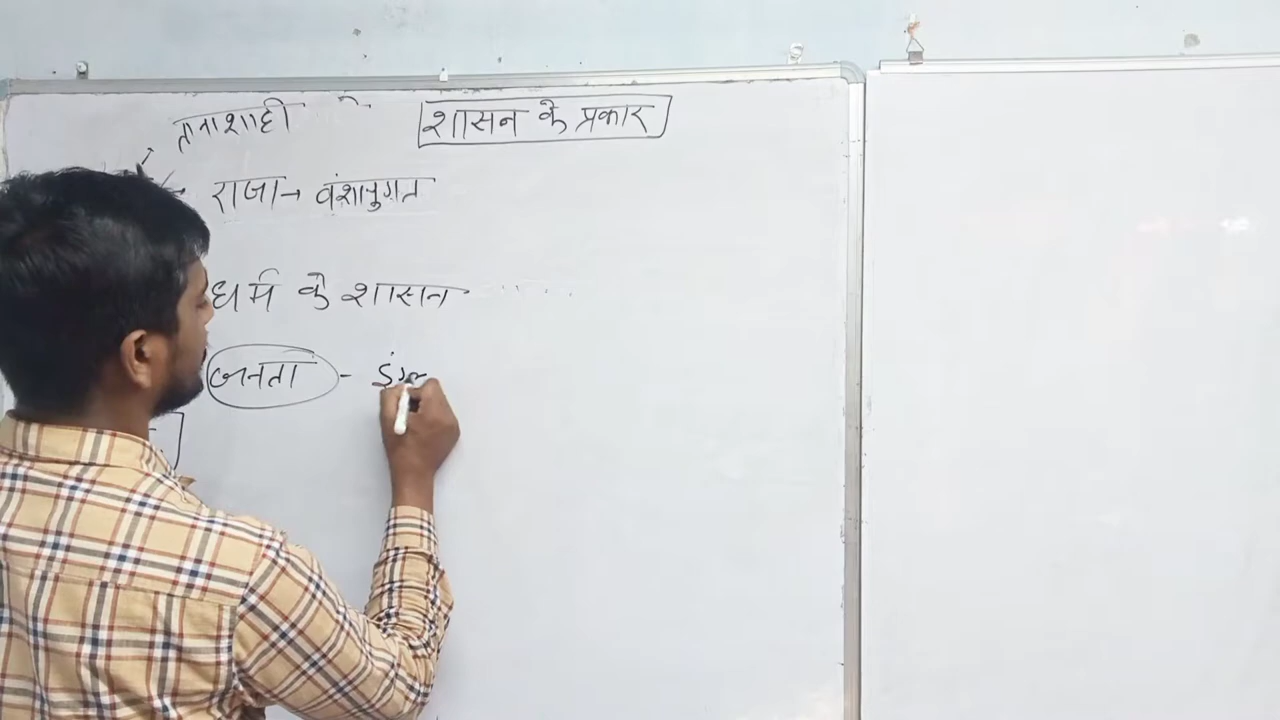 तानाशाही
शासन के प्रकार
राजा → वंशानुगत
धर्म के शासन
जनता -